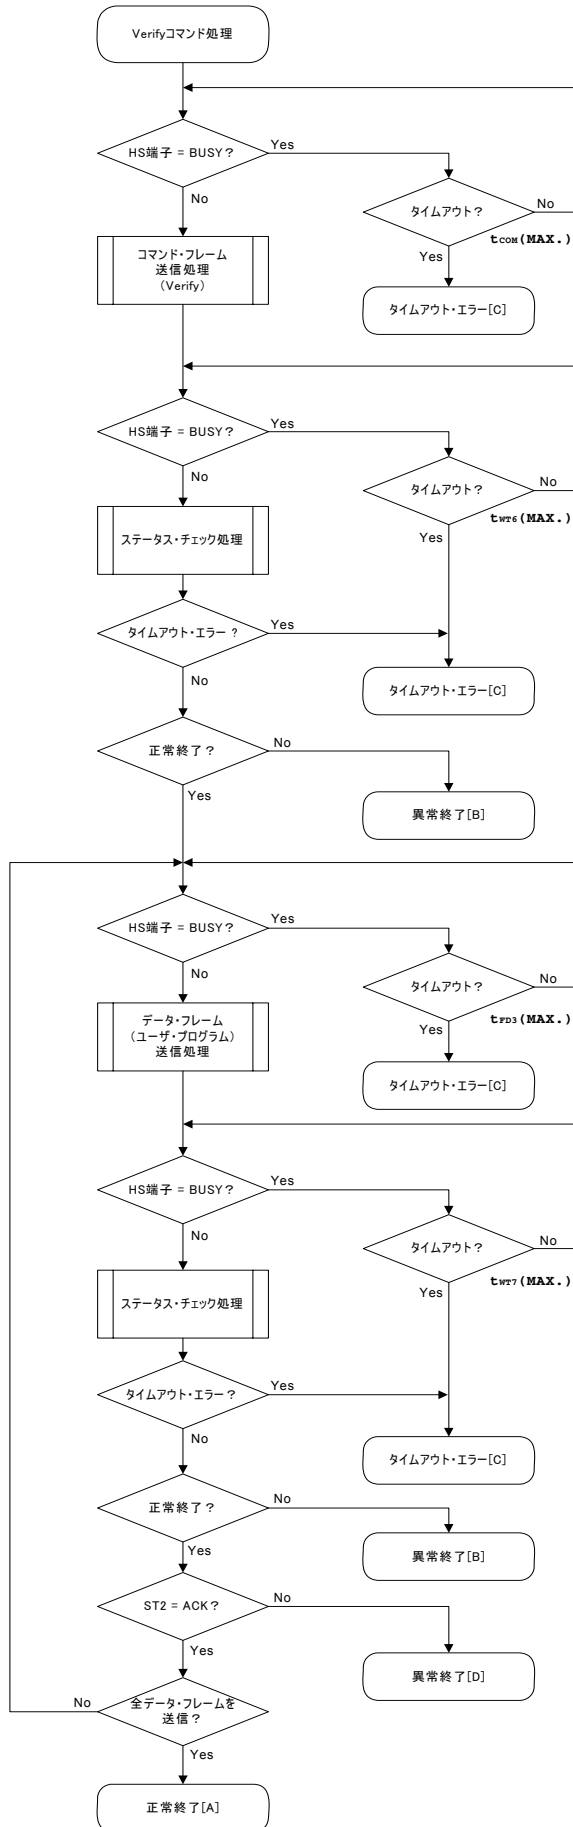 Verifyコマンド処理
HS端子 = BUSY?
Yes
No
タイムアウト?
No
tCOM(MAX.)
Yes
コマンド・フレーム
送信処理
(Verify)
タイムアウト・エラー[C]
HS端子 = BUSY?
Yes
No
タイムアウト?
No
tWT6(MAX.)
Yes
ステータス・チェック処理
タイムアウト・エラー?
Yes
No
タイムアウト・エラー[C]
正常終了?
No
Yes
異常終了[B]
HS端子 = BUSY?
Yes
No
タイムアウト?
No
tFD3(MAX.)
Yes
データ・フレーム
(ユーザ・プログラム)
送信処理
タイムアウト・エラー[C]
HS端子 = BUSY?
Yes
No
タイムアウト?
No
tWT7(MAX.)
Yes
ステータス・チェック処理
タイムアウト・エラー?
Yes
No
タイムアウト・エラー[C]
正常終了?
No
Yes
異常終了[B]
ST2 = ACK?
No
Yes
異常終了[D]
全データ・フレームを
送信?
No
Yes
正常終了[A]